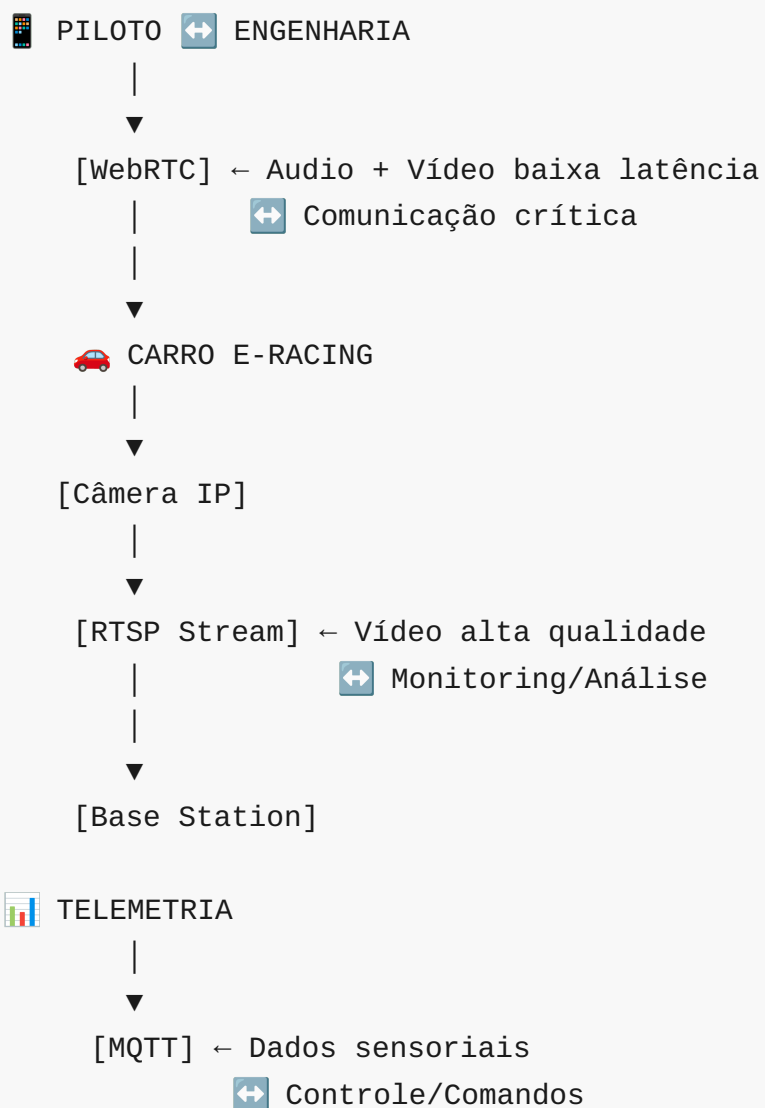 📱 PILOTO ↔️ ENGENHARIA
│
▼
[WebRTC] ← Audio + Vídeo baixa latência
│ ↔️ Comunicação crítica
│
▼
🚗 CARRO E-RACING
│
▼
[Câmera IP]
│
▼
[RTSP Stream] ← Vídeo alta qualidade
│ ↔️ Monitoring/Análise
│
▼
[Base Station]
📊 TELEMETRIA
│
▼
[MQTT] ← Dados sensoriais
↔️ Controle/Comandos